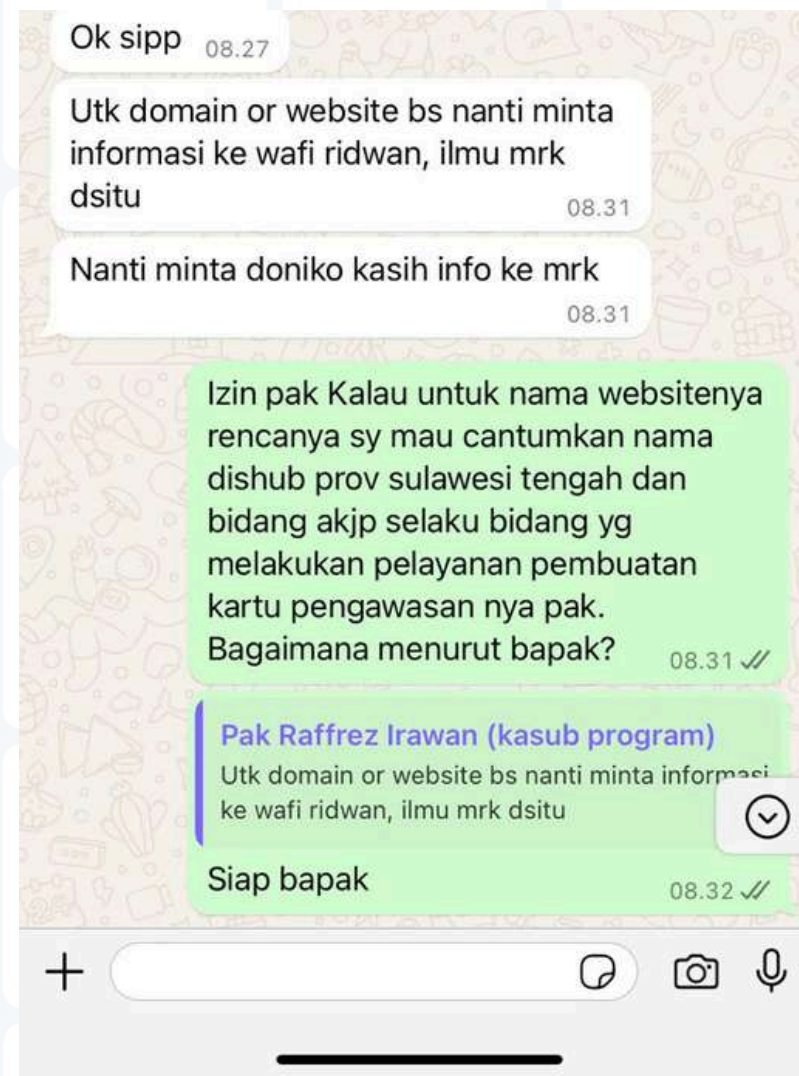 Ok sipp 08.27
Utk domain or website bs nanti minta
informasi ke wafi ridwan, ilmu mrk
dsitu 08.31
Nanti minta doniko kasih info ke mrk
08.31
Izin pak Kalau untuk nama websitenya
rencanya sy mau cantumkan nama
dishub prov sulawesi tengah dan
bidang akjp selaku bidang yg
melakukan pelayanan pembuatan
kartu pengawasan nya pak.
Bagaimana menurut bapak? 08.31
Pak Raffrez Irawan (kasub program)
Utk domain or website bs nanti minta informasi
ke wafi ridwan, ilmu mrk dsitu
Siap bapak 08.32